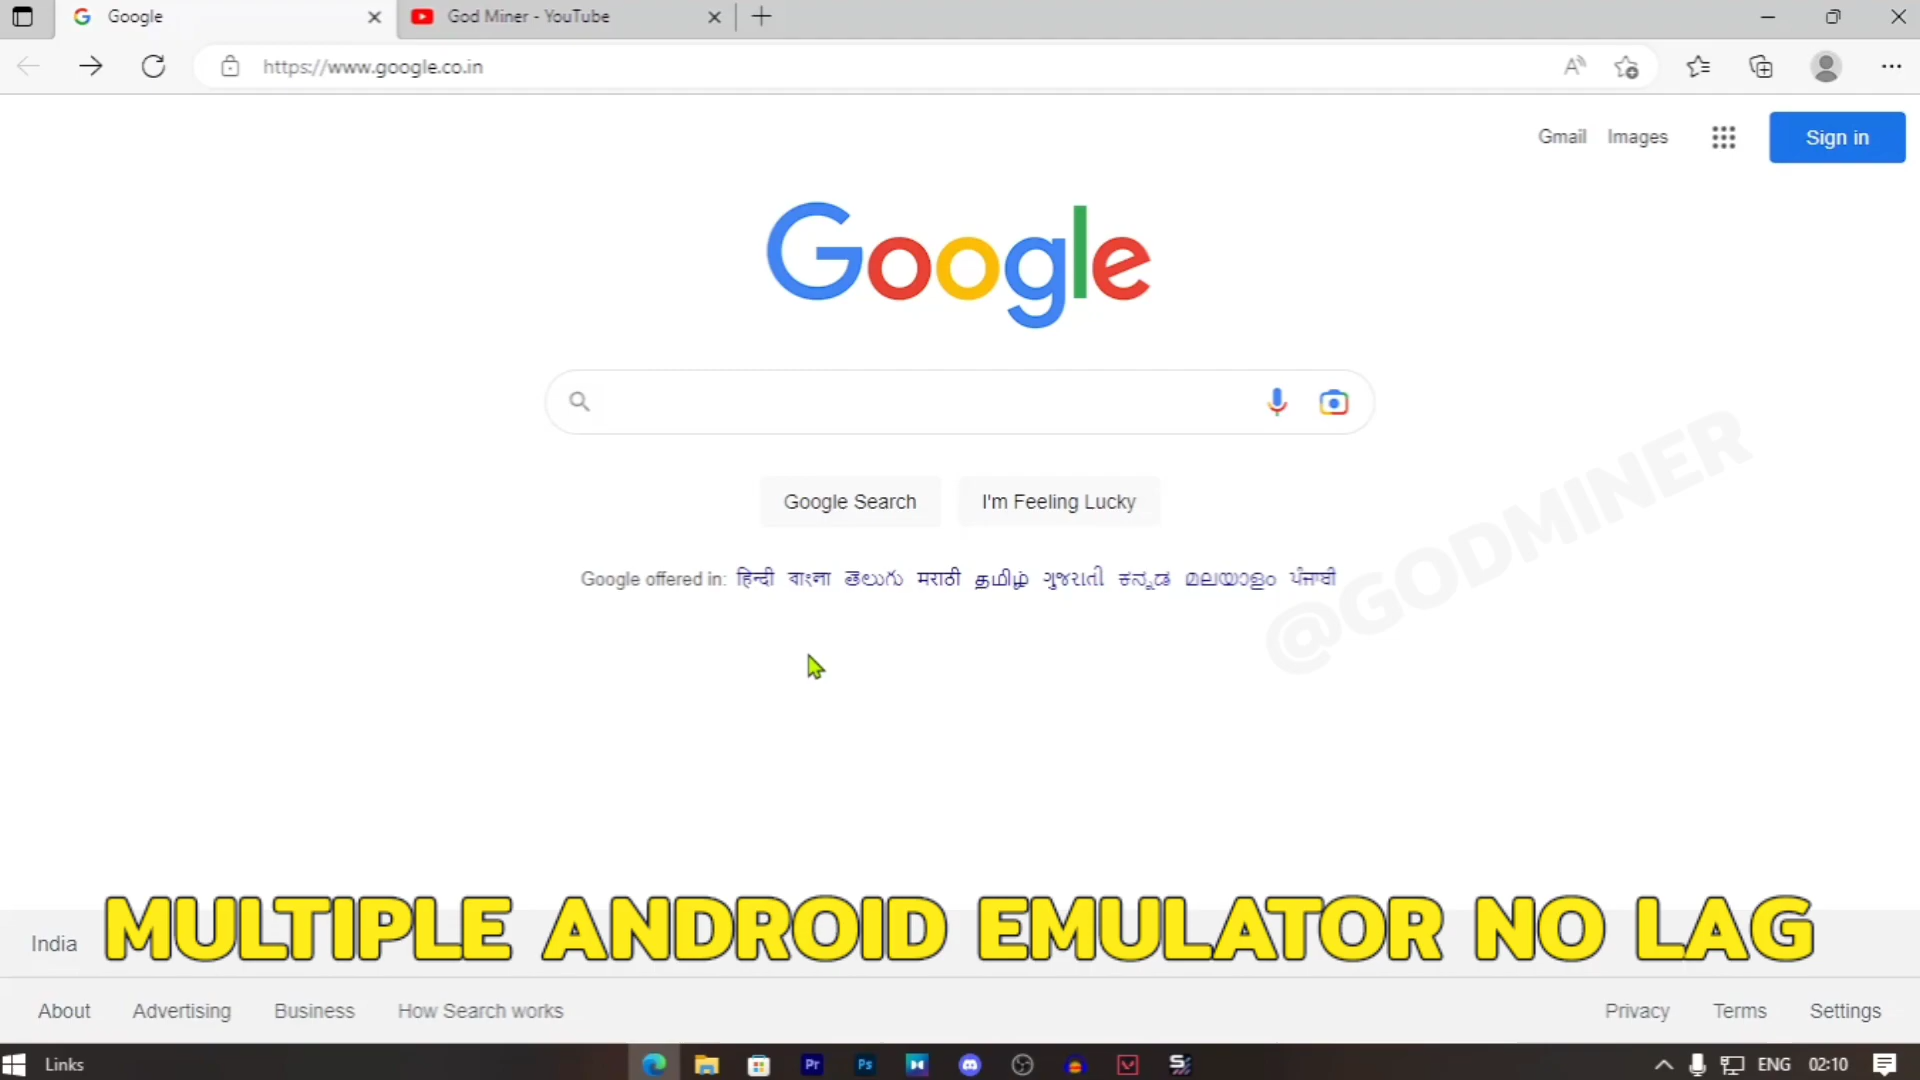 Google
God Miner - YouTube
https://www.google.co.in
Gmail Images Sign in
Google
Google Search I'm Feeling Lucky
Google offered in: हिन्दी বাংলা తెలుగు मराठी தமிழ் ગુજરાતી ಕನ್ನಡ മലയാളം ਪੰਜਾਬੀ
@GODMINER
India
MULTIPLE ANDROID EMULATOR NO LAG
About Advertising Business How Search works Privacy Terms Settings
Links Pr Ps ENG 02:10